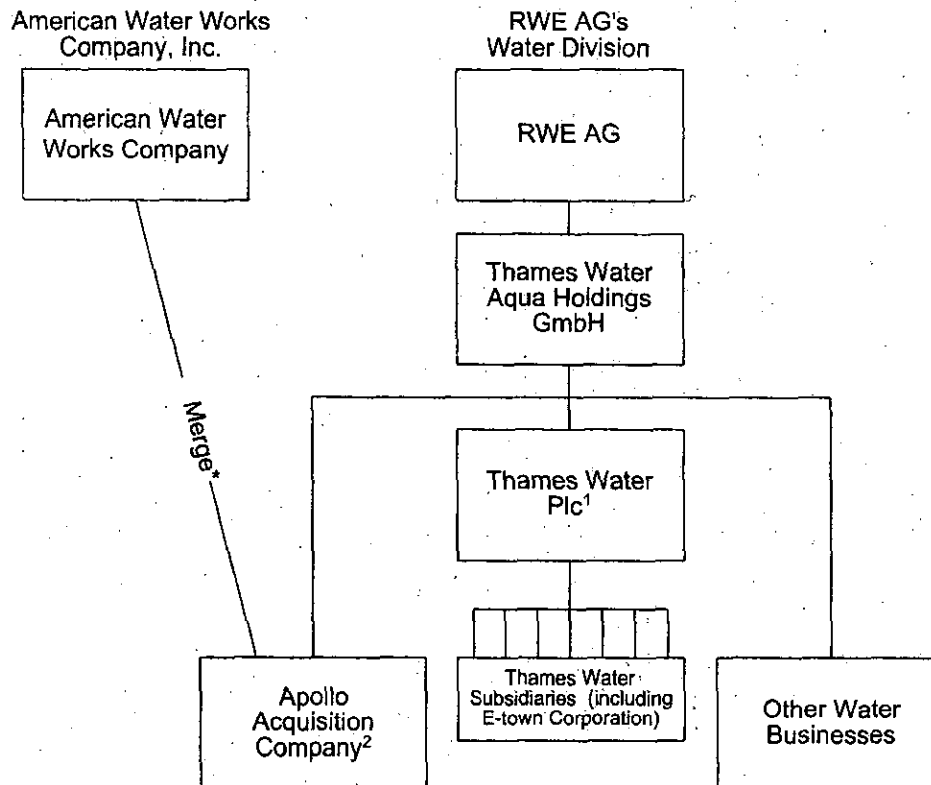 American Water Works
Company, Inc.
RWE AG's
Water Division
American Water
Works Company
RWE AG
Thames Water
Aqua Holdings
GmbH
Merge*
Thames Water
Plc¹
Apollo
Acquisition
Company²
Thames Water
Subsidiaries (including
E-town Corporation)
Other Water
Businesses